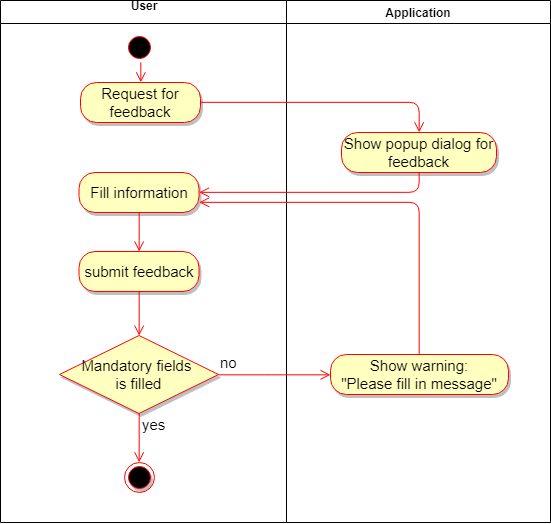 User
Application
Request for
feedback
Show popup dialog for
feedback
Fill information
submit feedback
Mandatory fields
is filled
no
Show warning:
"Please fill in message"
yes